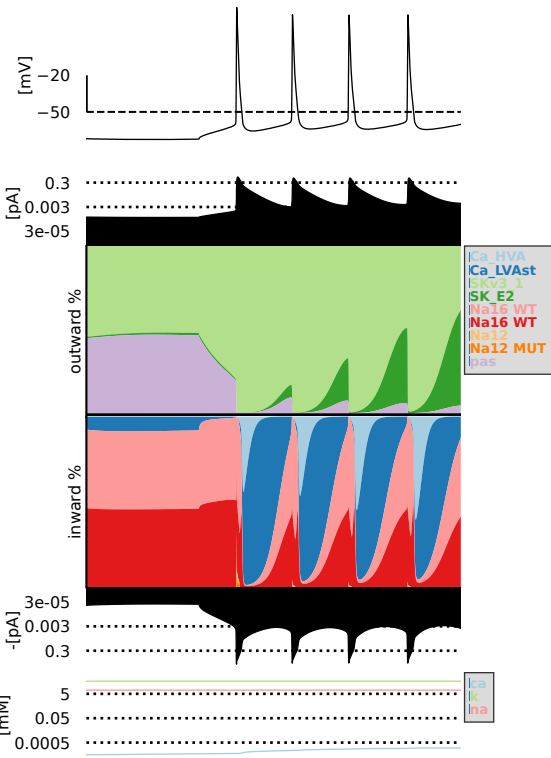 [mV]
−20
−50
[pA]
0.3
0.003
3e-05
outward %
Ca_HVA
Ca_LVAst
SKv3_1
SK_E2
Na16 WT
Na16 WT
Na12
Na12 MUT
pas
inward %
-[pA]
3e-05
0.003
0.3
[mM]
5
0.05
0.0005
ca
k
na